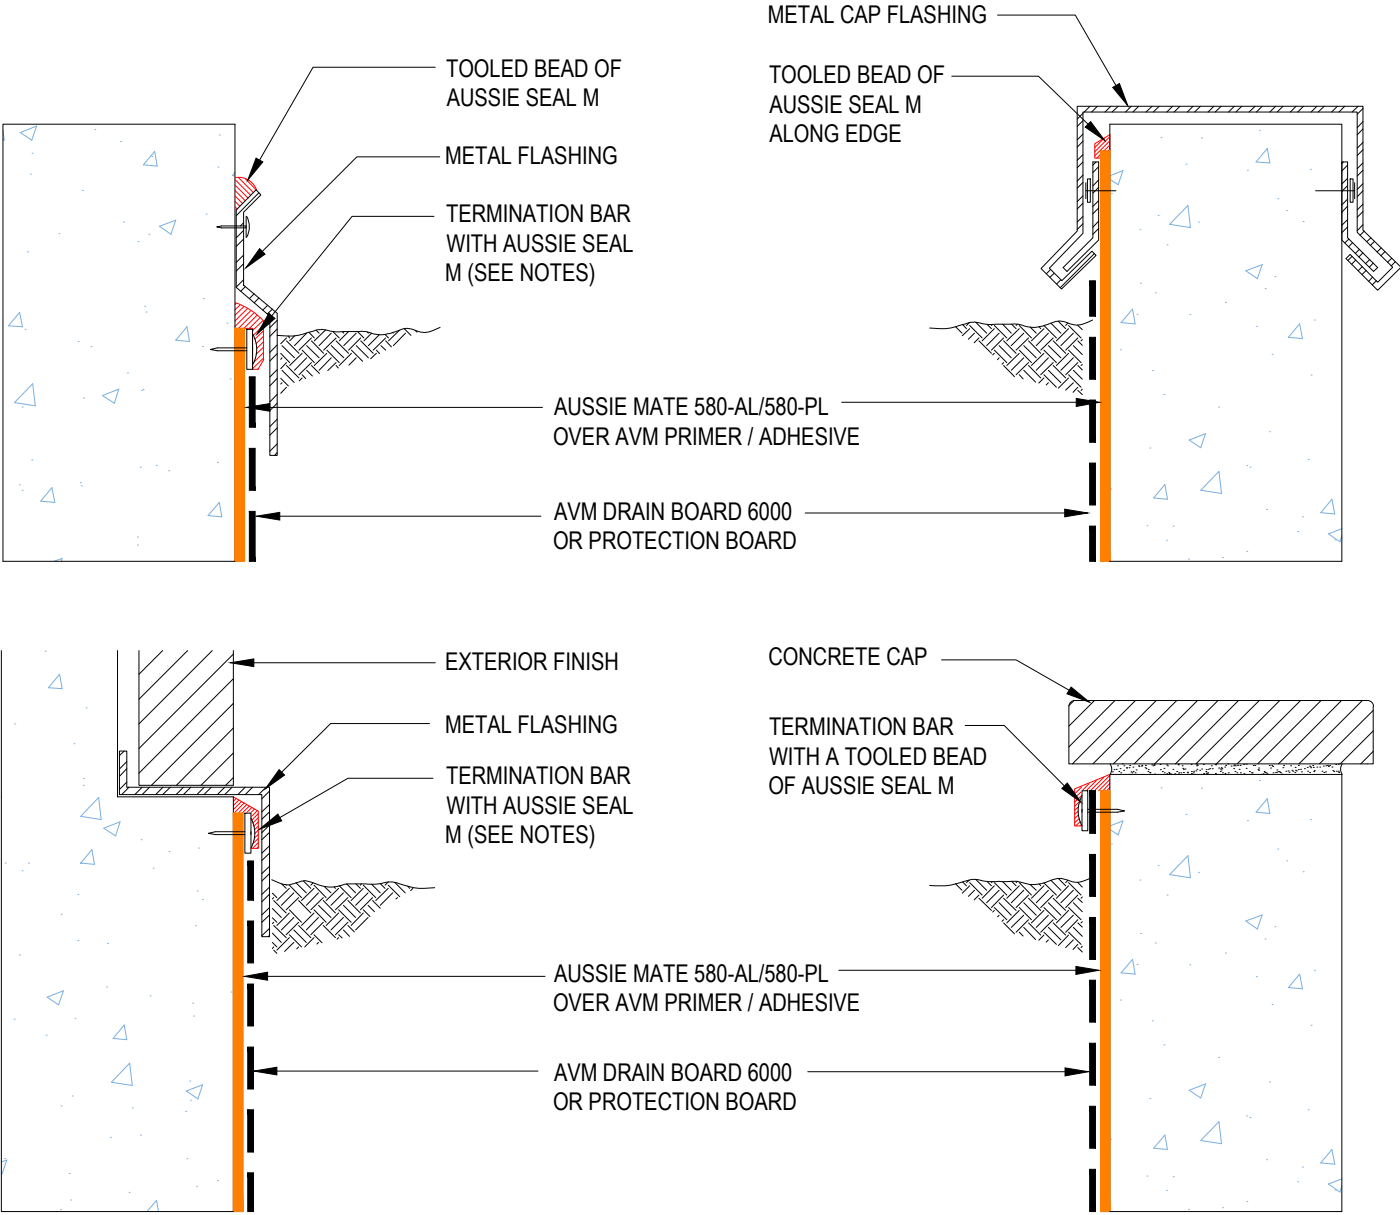 METAL CAP FLASHING
TOOLED BEAD OF
AUSSIE SEAL M
TOOLED BEAD OF
AUSSIE SEAL M
ALONG EDGE
METAL FLASHING
TERMINATION BAR
WITH AUSSIE SEAL
M (SEE NOTES)
AUSSIE MATE 580-AL/580-PL
OVER AVM PRIMER / ADHESIVE
AVM DRAIN BOARD 6000
OR PROTECTION BOARD
EXTERIOR FINISH
CONCRETE CAP
METAL FLASHING
TERMINATION BAR
WITH A TOOLED BEAD
OF AUSSIE SEAL M
TERMINATION BAR
WITH AUSSIE SEAL
M (SEE NOTES)
AUSSIE MATE 580-AL/580-PL
OVER AVM PRIMER / ADHESIVE
AVM DRAIN BOARD 6000
OR PROTECTION BOARD